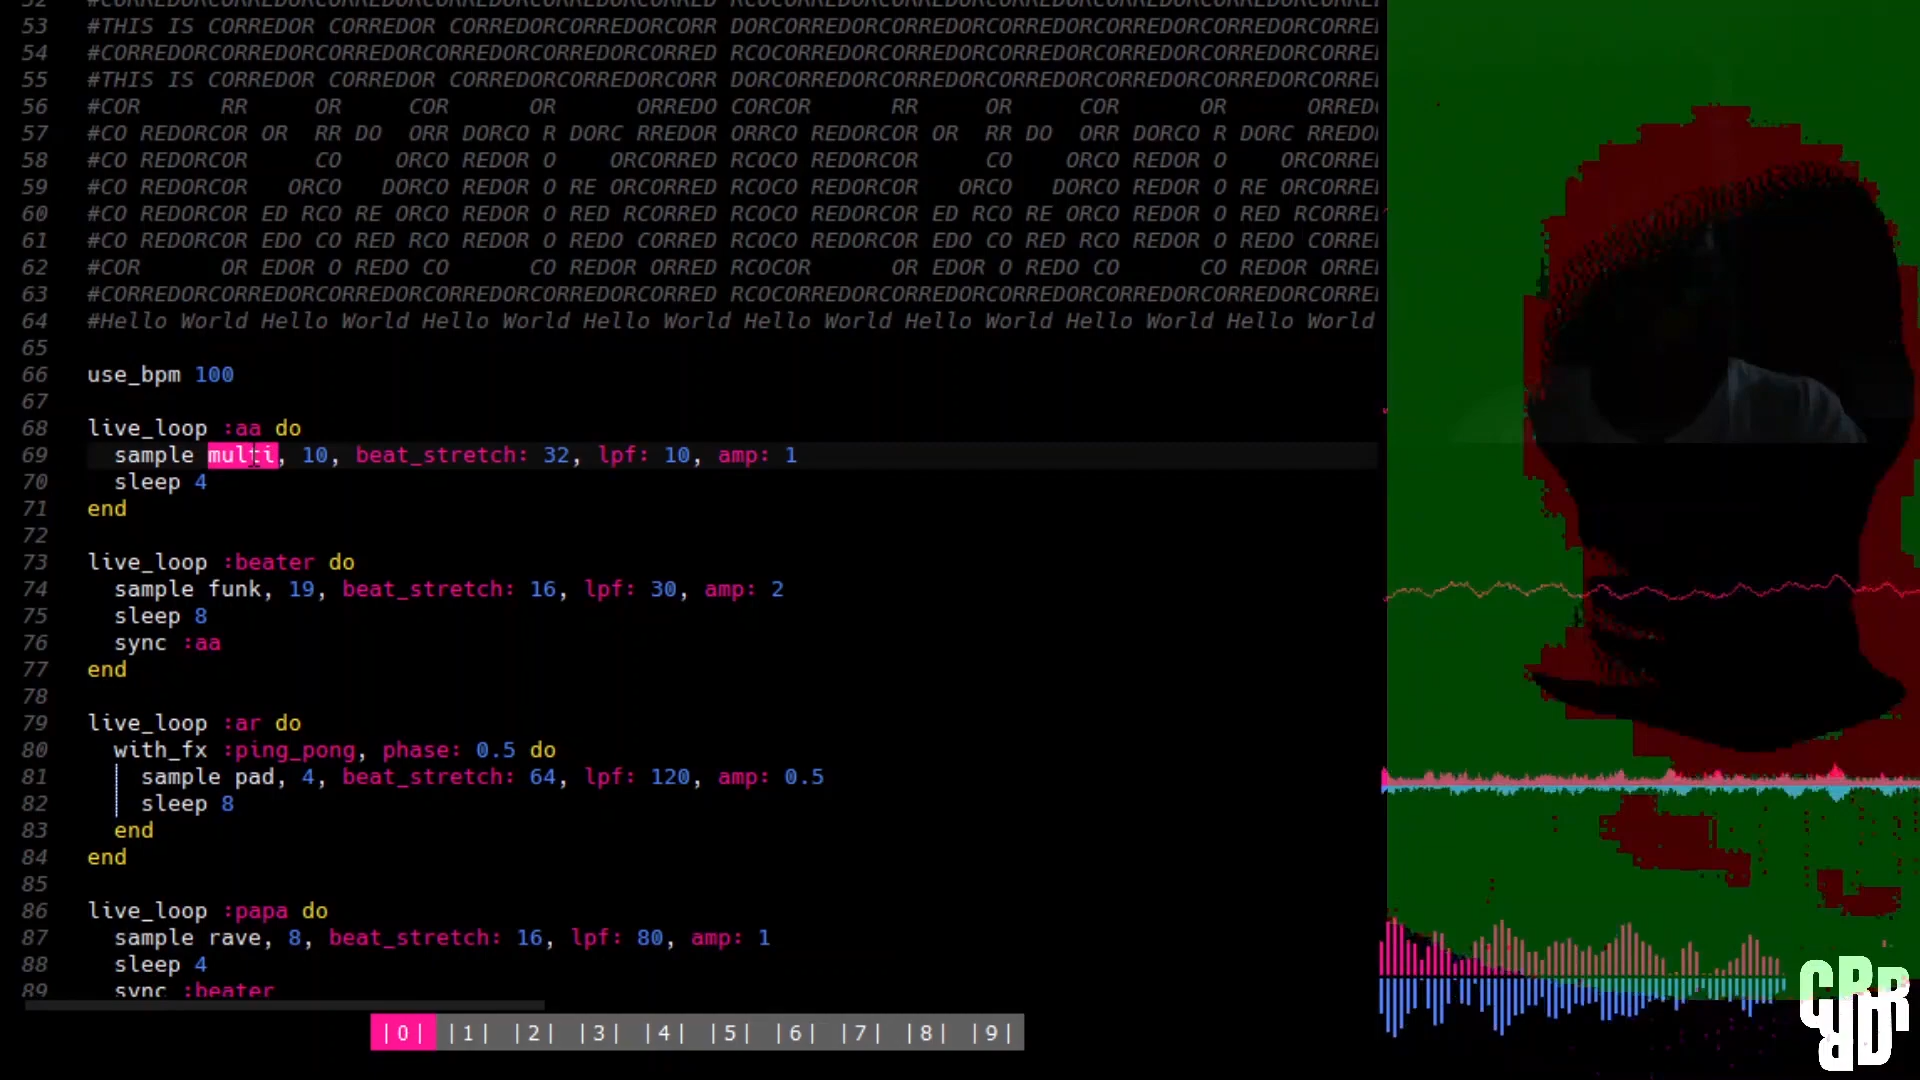 53 #THIS IS CORREDOR CORREDOR CORREDORCORREDORCORR DORCORREDORCORREDORCORREDORCORREDORCORREDORCORRE
54 #CORREDORCORREDORCORREDORCORREDORCORREDORCORRED RCOCORREDORCORREDORCORREDORCORREDORCORREDORCORRE
55 #THIS IS CORREDOR CORREDOR CORREDORCORREDORCORR DORCORREDORCORREDORCORREDORCORREDORCORREDORCORRE
56 #COR      RR     OR     COR      OR      ORREDO CORCOR      RR     OR     COR      OR      ORRED
57 #CO REDORCOR OR  RR DO  ORR DORCO R DORC RREDOR ORRCO REDORCOR OR  RR DO  ORR DORCO R DORC RREDO
58 #CO REDORCOR     CO    ORCO REDOR O    ORCORRED RCOCO REDORCOR     CO    ORCO REDOR O    ORCORRE
59 #CO REDORCOR   ORCO   DORCO REDOR O RE ORCORRED RCOCO REDORCOR   ORCO   DORCO REDOR O RE ORCORRE
60 #CO REDORCOR ED RCO RE ORCO REDOR O RED RCORRED RCOCO REDORCOR ED RCO RE ORCO REDOR O RED RCORRE
61 #CO REDORCOR EDO CO RED RCO REDOR O REDO CORRED RCOCO REDORCOR EDO CO RED RCO REDOR O REDO CORRE
62 #COR      OR EDOR O REDO CO      CO REDOR ORRED RCOCOR      OR EDOR O REDO CO      CO REDOR ORRE
63 #CORREDORCORREDORCORREDORCORREDORCORREDORCORRED RCOCORREDORCORREDORCORREDORCORREDORCORREDORCORRE
64 #Hello World Hello World Hello World Hello World Hello World Hello World Hello World Hello World
65
66 use_bpm 100
67
68 live_loop :aa do
69   sample multi, 10, beat_stretch: 32, lpf: 10, amp: 1
70   sleep 4
71 end
72
73 live_loop :beater do
74   sample funk, 19, beat_stretch: 16, lpf: 30, amp: 2
75   sleep 8
76   sync :aa
77 end
78
79 live_loop :ar do
80   with_fx :ping_pong, phase: 0.5 do
81     sample pad, 4, beat_stretch: 64, lpf: 120, amp: 0.5
82     sleep 8
83   end
84 end
85
86 live_loop :papa do
87   sample rave, 8, beat_stretch: 16, lpf: 80, amp: 1
88   sleep 4
89   sync :beater
|0| |1| |2| |3| |4| |5| |6| |7| |8| |9|